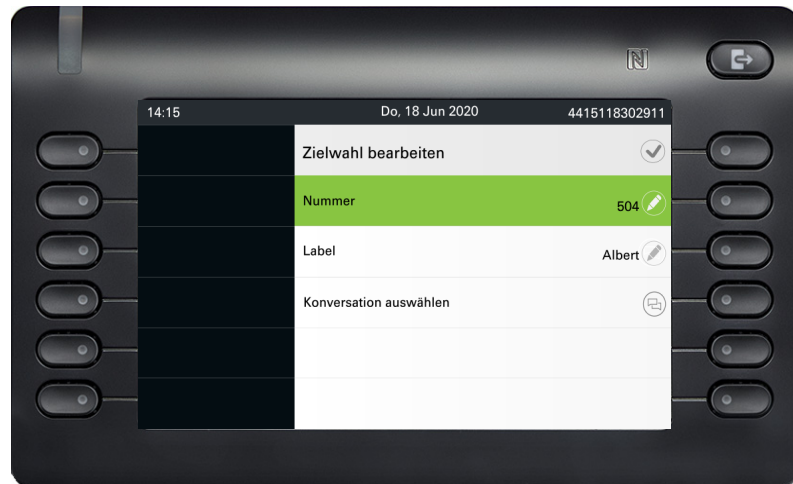 14:15 Do, 18 Jun 2020 4415118302911
Zielwahl bearbeiten
Nummer 504
Label Albert
Konversation auswählen